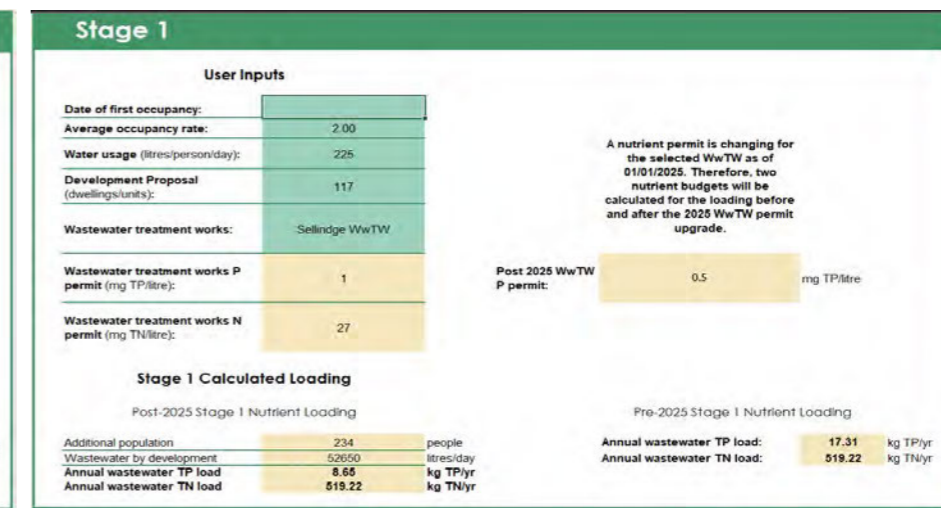 Stage 1
User Inputs
Date of first occupancy:
Average occupancy rate: 2.00
Water usage (litres/person/day): 225
Development Proposal
(dwellings/units): 117
Wastewater treatment works: Sellindge WwTW
Wastewater treatment works P
permit (mg TP/litre): 1
Wastewater treatment works N
permit (mg TN/litre): 27
A nutrient permit is changing for
the selected WwTW as of
01/01/2025. Therefore, two
nutrient budgets will be
calculated for the loading before
and after the 2025 WwTW permit
upgrade.
Post 2025 WwTW
P permit: 0.5 mg TP/litre
Stage 1 Calculated Loading
Post-2025 Stage 1 Nutrient Loading
Additional population 234 people
Wastewater by development 52650 litres/day
Annual wastewater TP load 8.65 kg TP/yr
Annual wastewater TN load 519.22 kg TN/yr
Pre-2025 Stage 1 Nutrient Loading
Annual wastewater TP load: 17.31 kg TP/yr
Annual wastewater TN load: 519.22 kg TN/yr